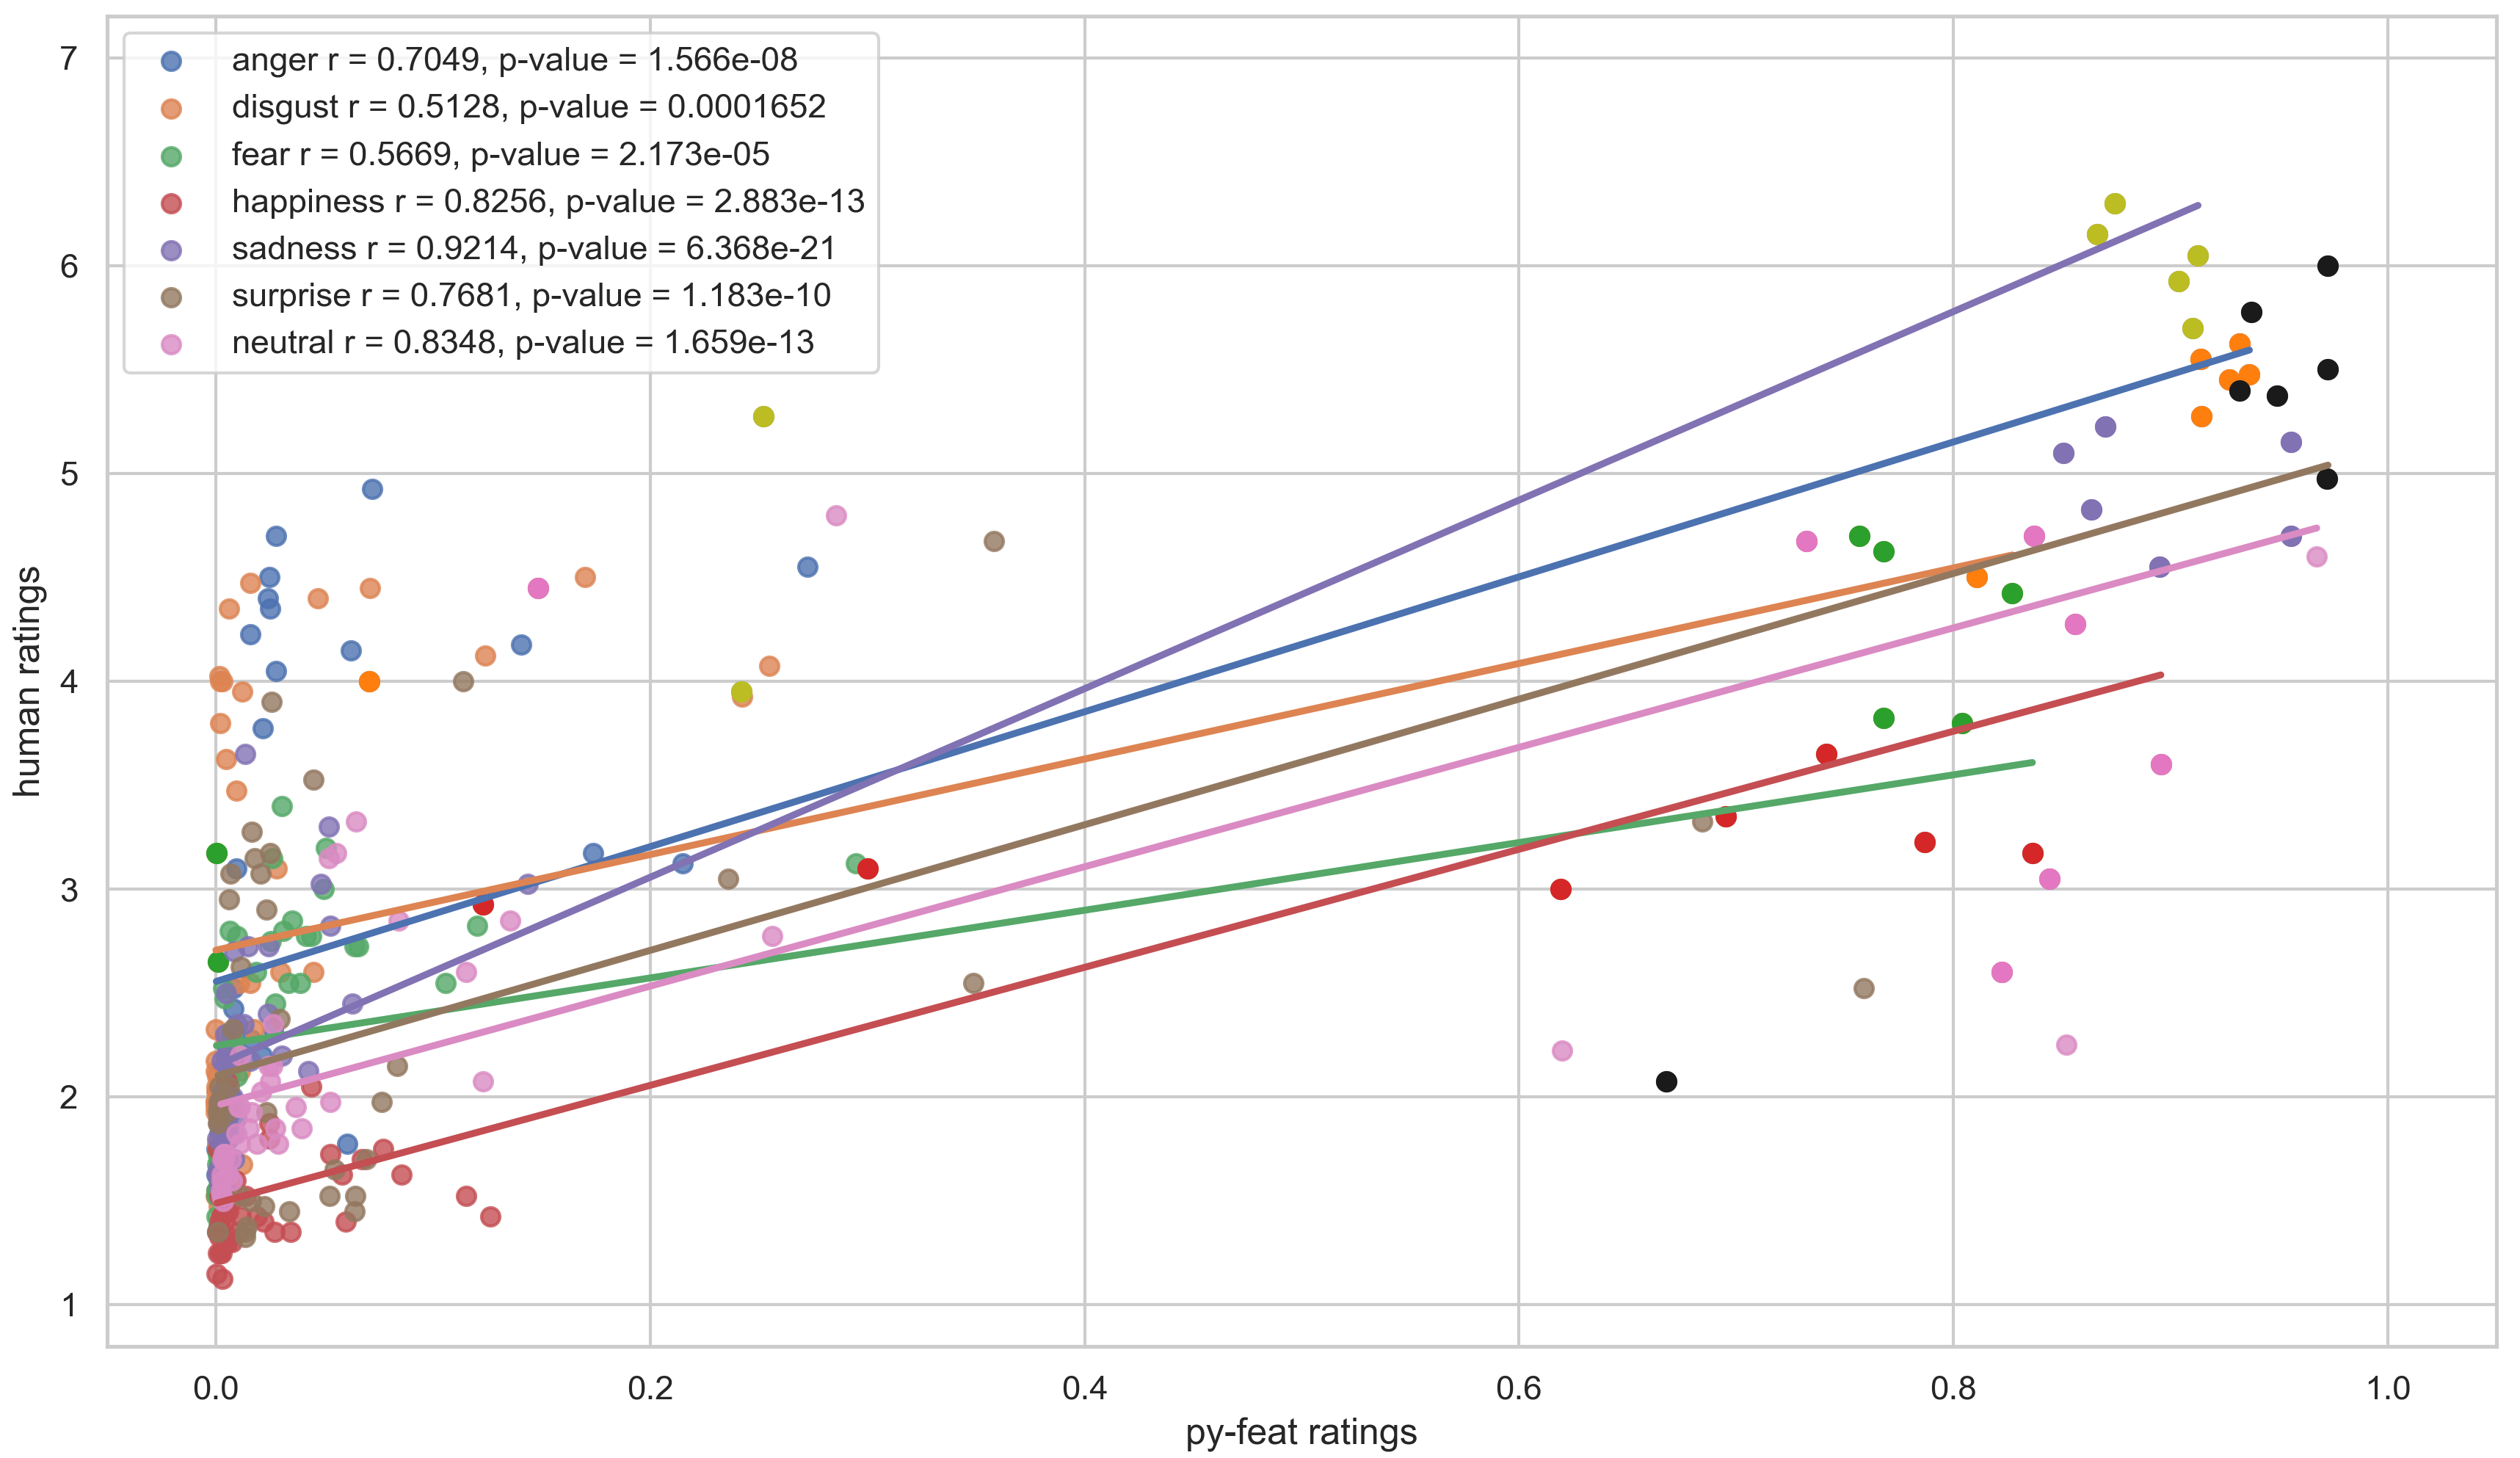 anger r = 0.7049, p-value = 1.566e-08
disgust r = 0.5128, p-value = 0.0001652
fear r = 0.5669, p-value = 2.173e-05
happiness r = 0.8256, p-value = 2.883e-13
sadness r = 0.9214, p-value = 6.368e-21
surprise r = 0.7681, p-value = 1.183e-10
neutral r = 0.8348, p-value = 1.659e-13
human ratings
7
6
5
4
3
2
1
0.0 0.2 0.4 0.6 0.8 1.0
py-feat ratings